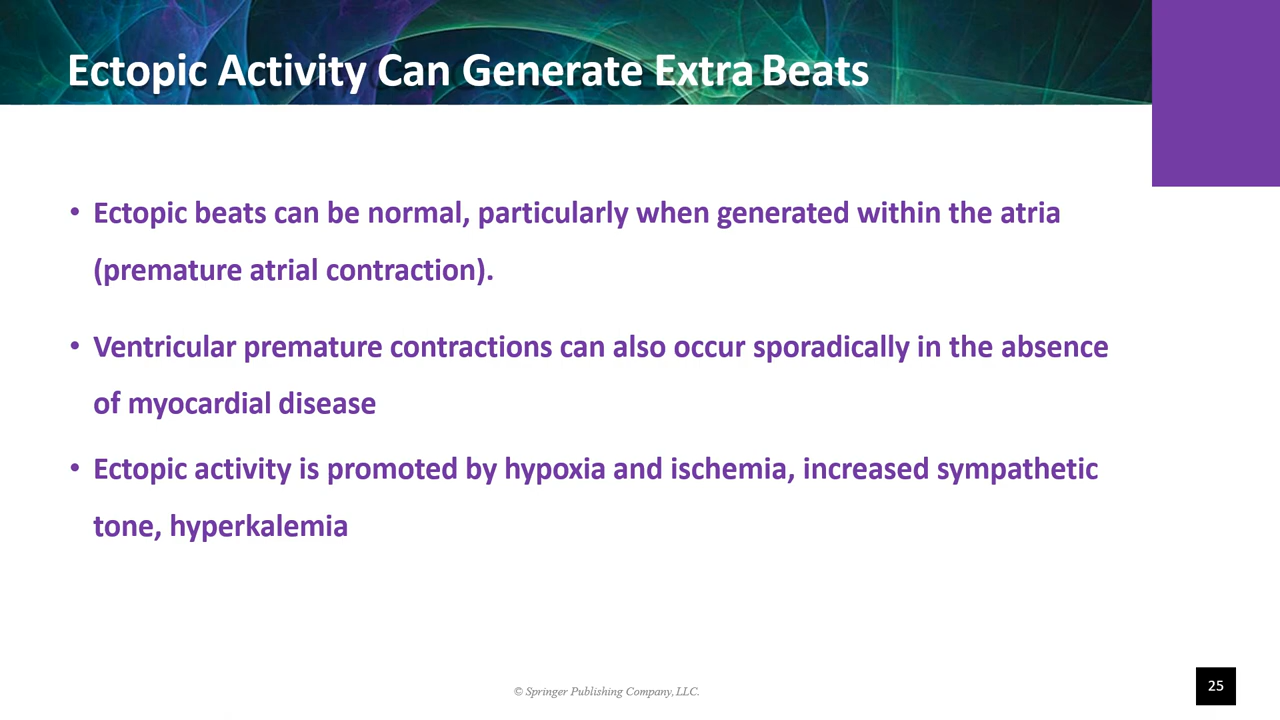 Ectopic Activity Can Generate Extra Beats
• Ectopic beats can be normal, particularly when generated within the atria
(premature atrial contraction).
• Ventricular premature contractions can also occur sporadically in the absence
of myocardial disease
• Ectopic activity is promoted by hypoxia and ischemia, increased sympathetic
tone, hyperkalemia
© Springer Publishing Company, LLC.
25